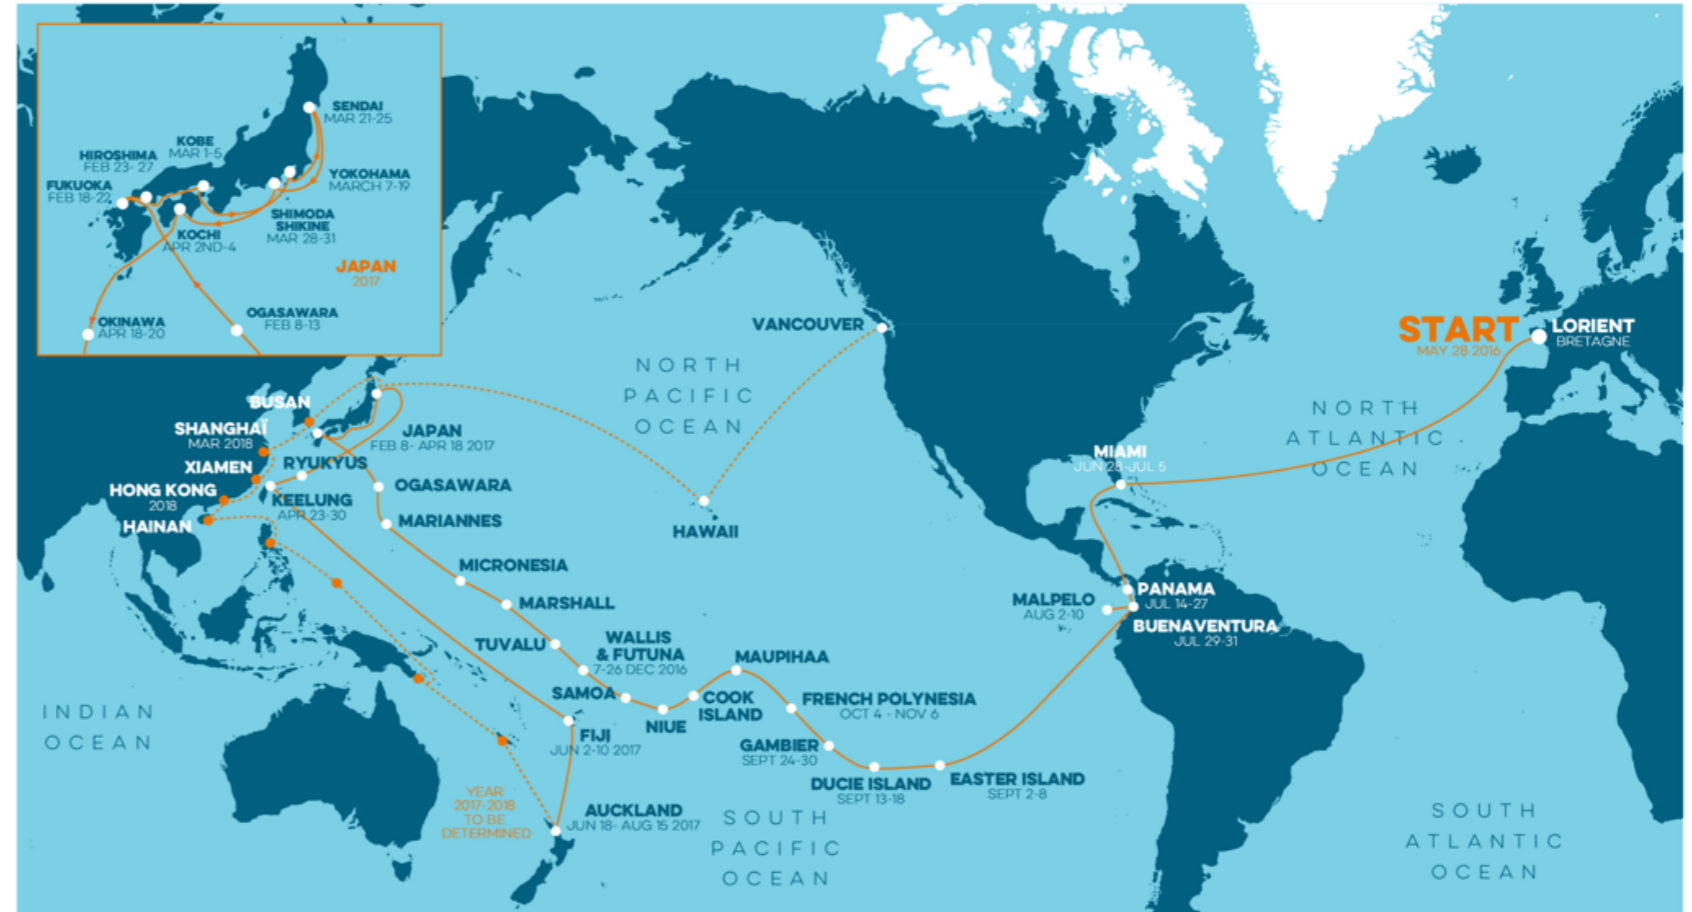 SENDAI
MAR 21-25
KOBE
MAR 1-5
HIROSHIMA
FEB 23- 27
FUKUOKA
FEB 18-22
YOKOHAMA
MARCH 7-19
SHIMODA
SHIKINE
MAR 28-31
KOCHI
APR 2ND-4
JAPAN
2017
OGASAWARA
FEB 8-13
OKINAWA
APR 18-20
VANCOUVER
START
MAY 28 2016
LORIENT
BRETAGNE
NORTH
PACIFIC
OCEAN
NORTH
ATLANTIC
OCEAN
BUSAN
SHANGHAÏ
MAR 2018
JAPAN
FEB 8- APR 18 2017
MIAMI
JUN 28-JUL 5
XIAMEN
RYUKYUS
HONG KONG
2018
KEELUNG
APR 23-30
OGASAWARA
HAINAN
MARIANNES
HAWAII
MICRONESIA
MARSHALL
MALPELO
AUG 2-10
PANAMA
JUL 14-27
BUENAVENTURA
JUL 29-31
TUVALU
WALLIS
& FUTUNA
7-26 DEC 2016
MAUPIHAA
SAMOA
COOK
ISLAND
NIUE
FRENCH POLYNESIA
OCT 4 - NOV 6
INDIAN
OCEAN
FIJI
JUN 2-10 2017
GAMBIER
SEPT 24-30
DUCIE ISLAND
SEPT 13-18
EASTER ISLAND
SEPT 2-8
YEAR
2017-2018
TO BE
DETERMINED
AUCKLAND
JUN 18- AUG 15 2017
SOUTH
PACIFIC
OCEAN
SOUTH
ATLANTIC
OCEAN